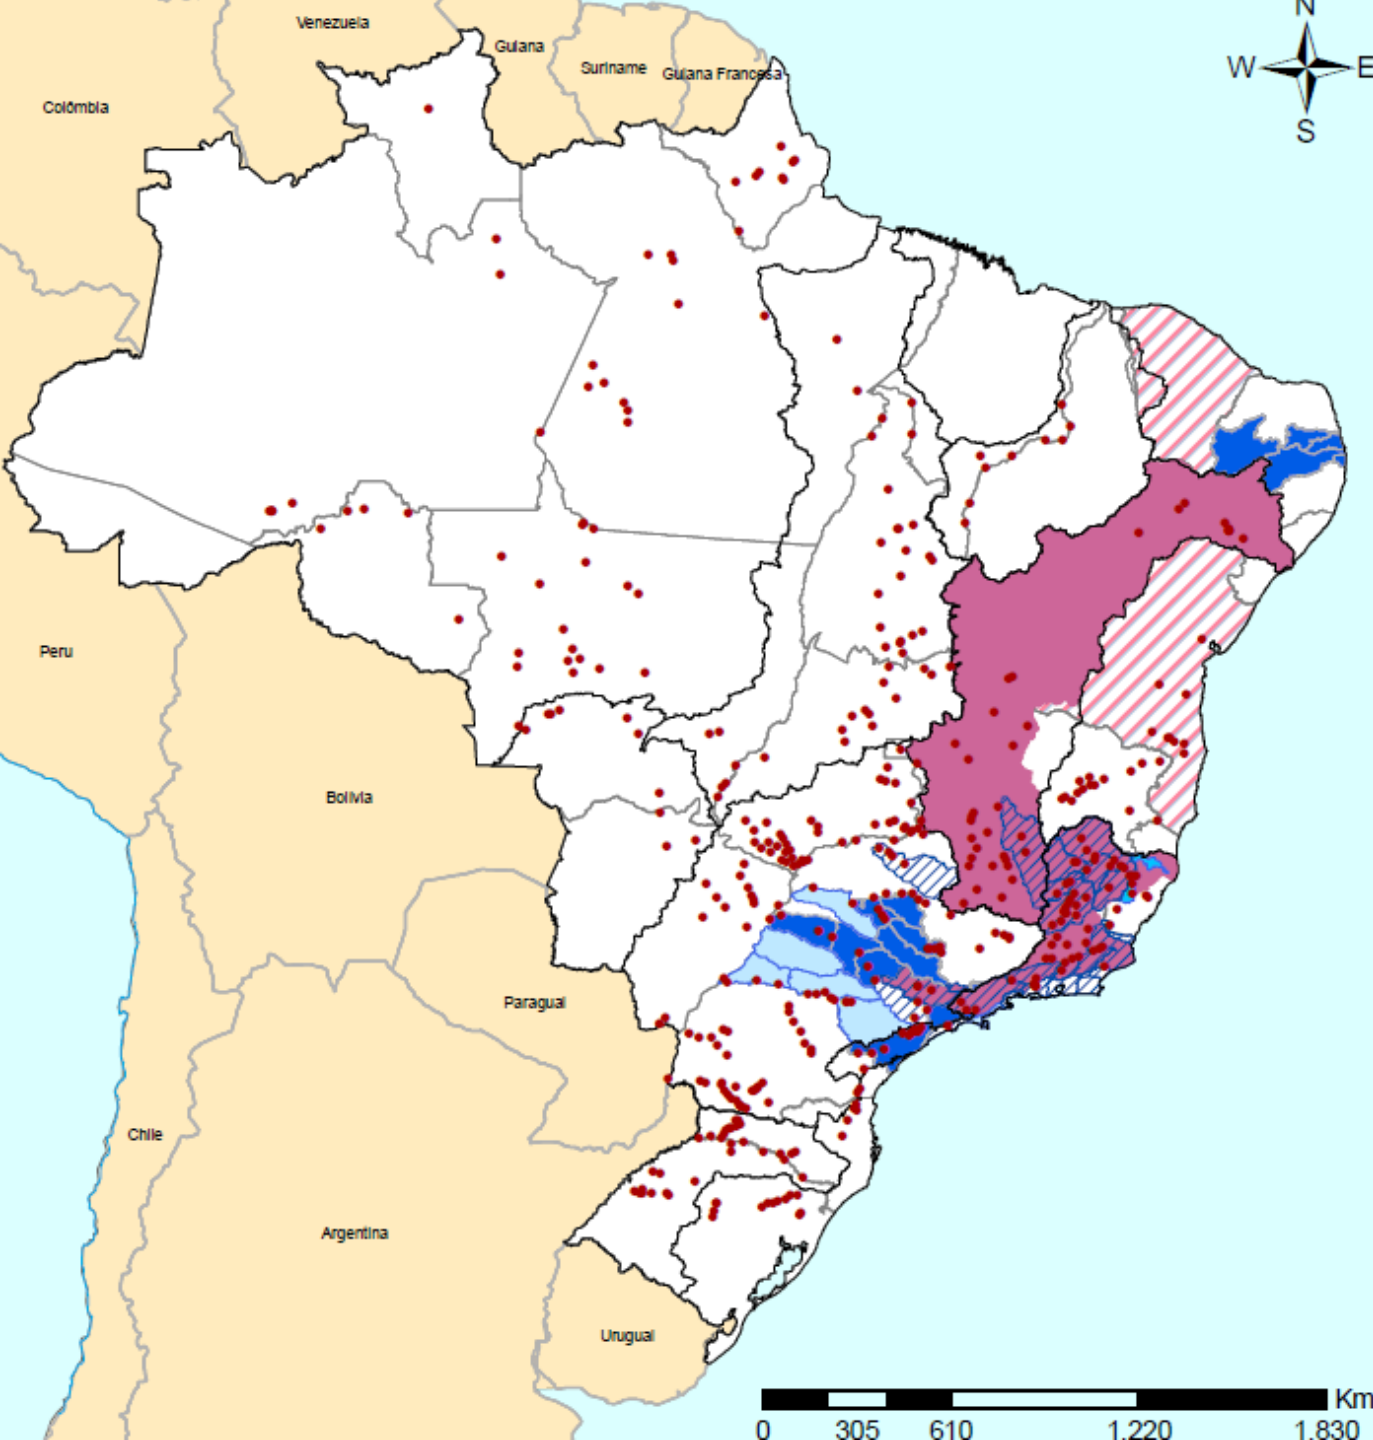 N
Venezuela
Guiana
Suriname
Guiana Francesa
W
E
Colômbia
S
Peru
Bolívia
Paraguai
Chile
Argentina
Uruguai
Km
0 305 610 1.220 1.830